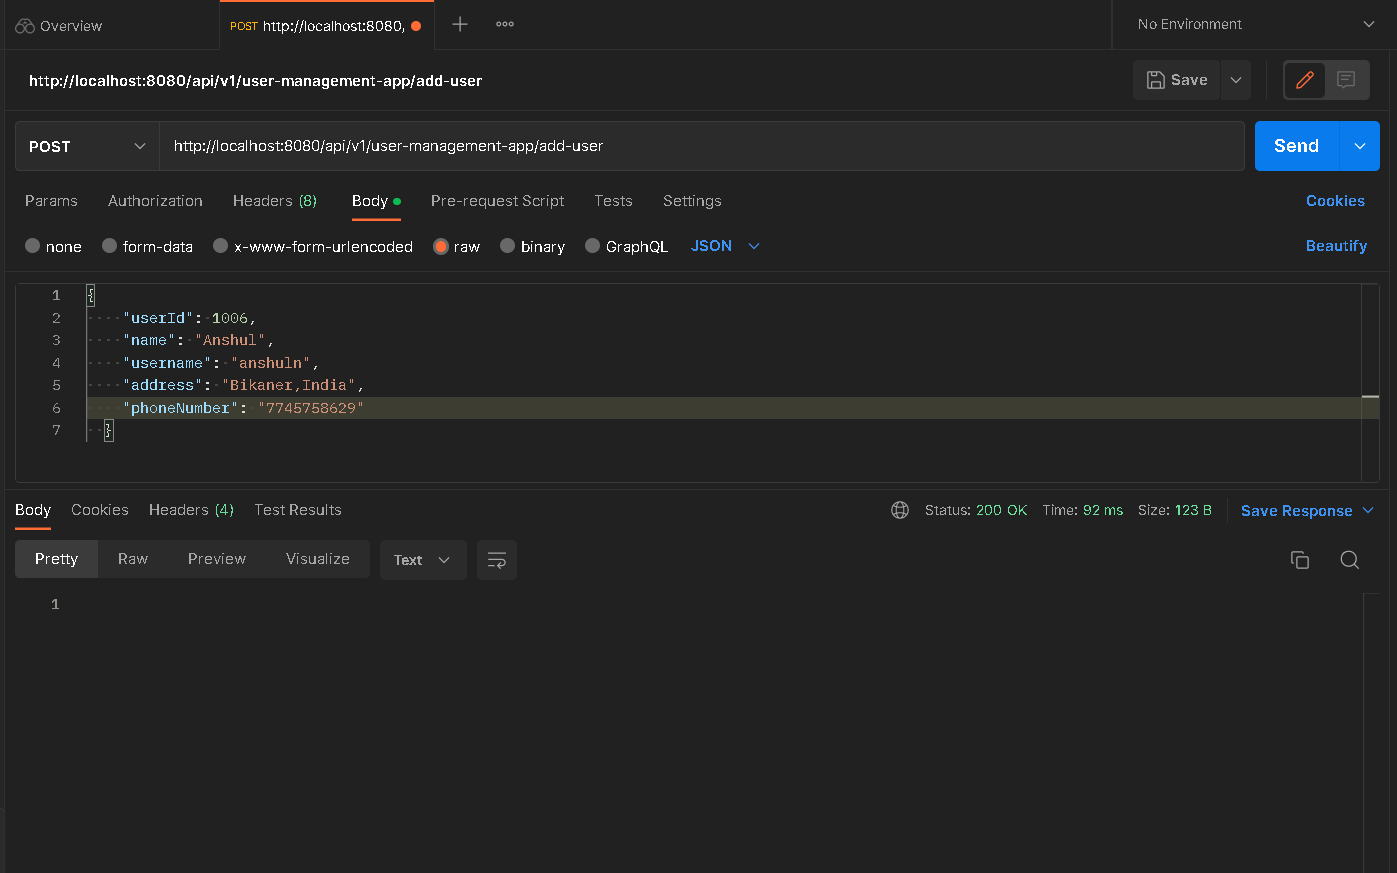 Overview
POST http://localhost:8080,
No Environment
http://localhost:8080/api/v1/user-management-app/add-user
Save
POST
http://localhost:8080/api/v1/user-management-app/add-user
Send
Params Authorization Headers (8) Body Pre-request Script Tests Settings Cookies
none form-data x-www-form-urlencoded raw binary GraphQL JSON Beautify
1 {
2 "userId": 1006,
3 "name": "Anshul",
4 "username": "anshuln",
5 "address": "Bikaner,India",
6 "phoneNumber": "7745758629"
7 }
Body Cookies Headers (4) Test Results Status: 200 OK Time: 92 ms Size: 123 B Save Response
Pretty Raw Preview Visualize Text
1